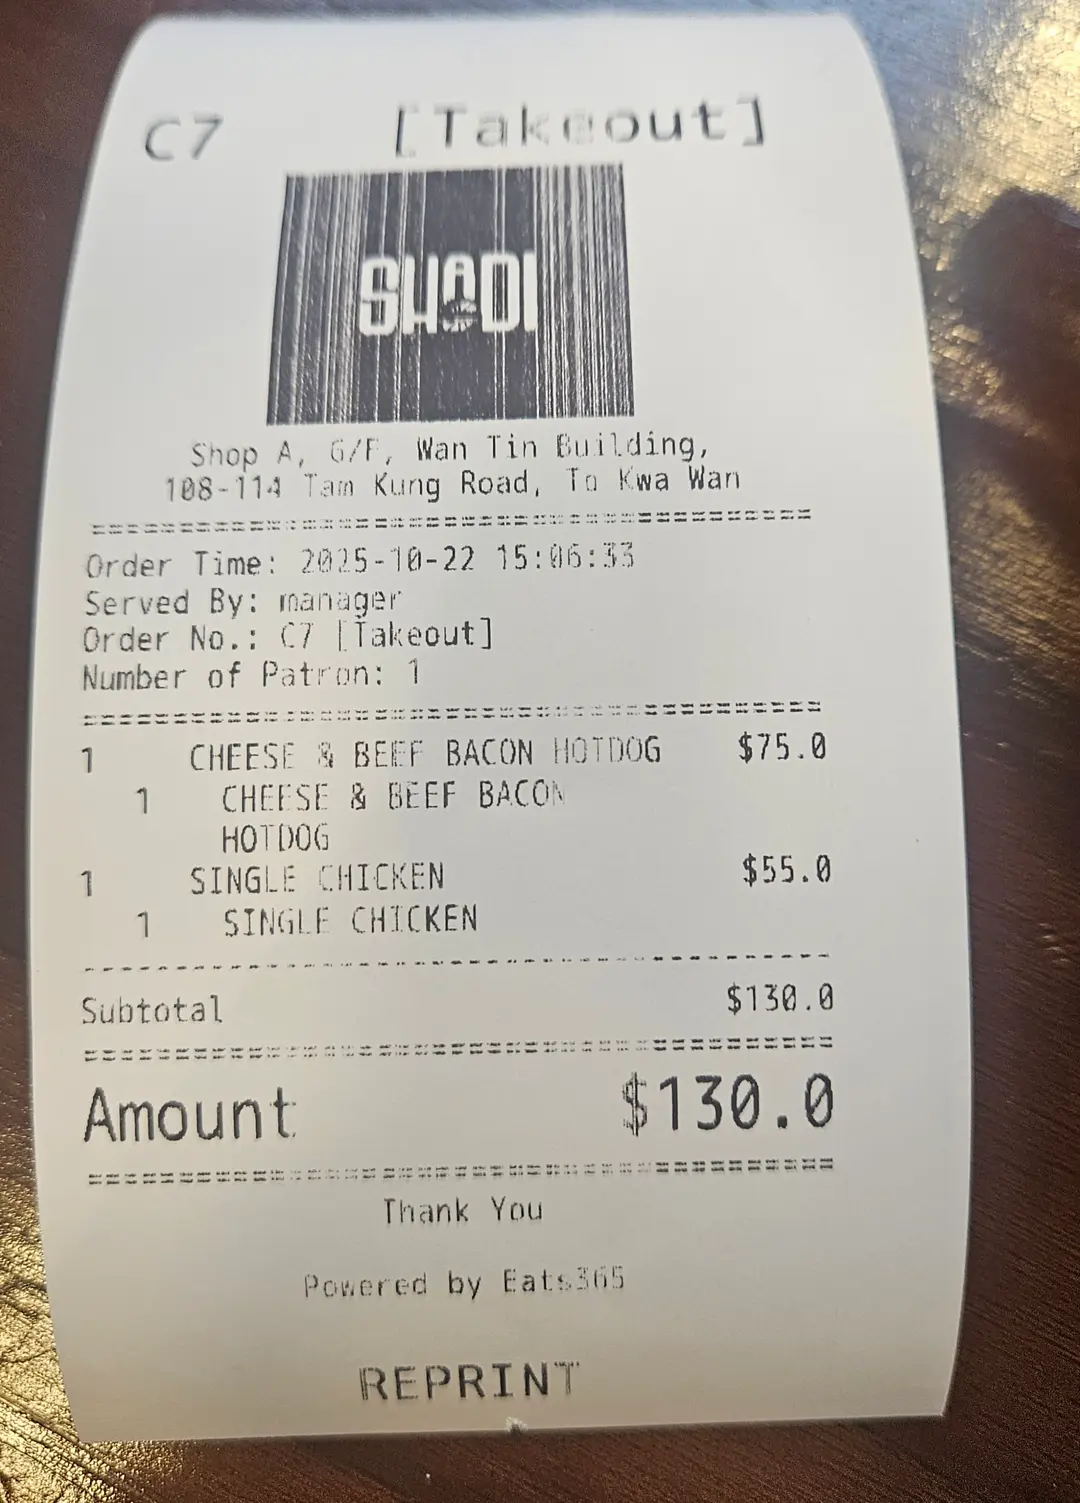 C7 [Takeout]
SHADI
Shop A, G/F, Wan Tin Building,
108-114 Tam Kung Road, To Kwa Wan
Order Time: 2025-10-22 15:06:33
Served By: manager
Order No.: C7 [Takeout]
Number of Patron: 1
1 CHEESE & BEEF BACON HOTDOG $75.0
1 CHEESE & BEEF BACON
HOTDOG
1 SINGLE CHICKEN $55.0
1 SINGLE CHICKEN
Subtotal $130.0
Amount $130.0
Thank You
Powered by Eats365
REPRINT